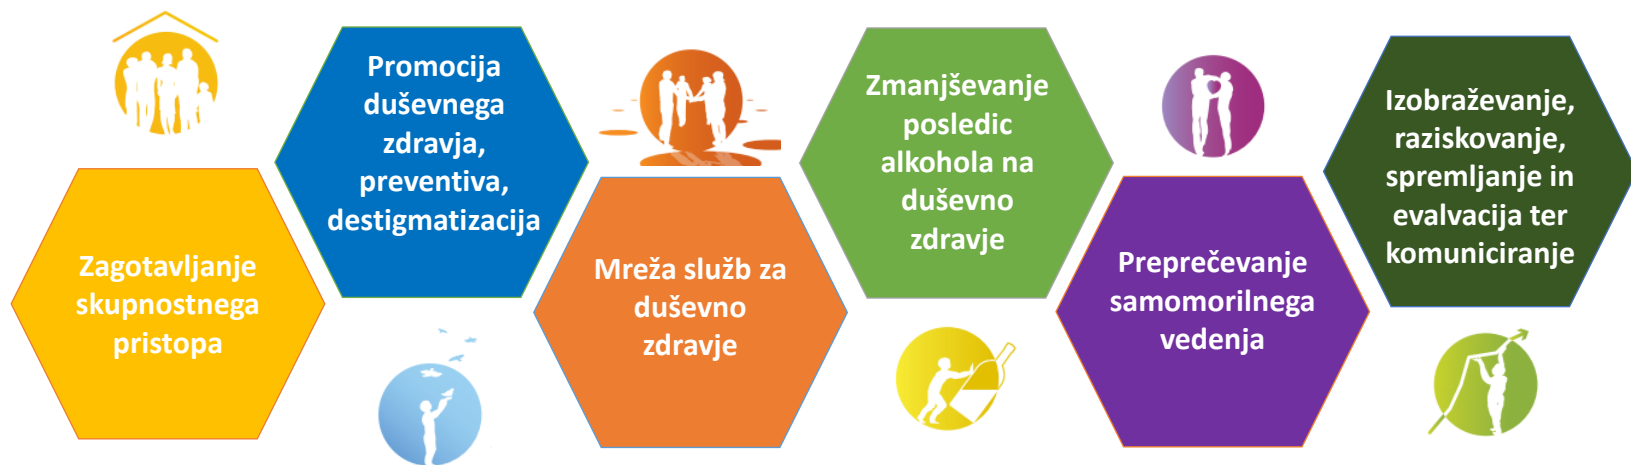 Zagotavljanje
skupnostnega
pristopa
Promocija
duševnega
zdravja,
preventiva,
destigmatizacija
Mreža služb za
duševno
zdravje
Zmanjševanje
posledic
alkohola na
duševno
zdravje
Preprečevanje
samomorilnega
vedenja
Izobraževanje,
raziskovanje,
spremljanje in
evalvacija ter
komuniciranje